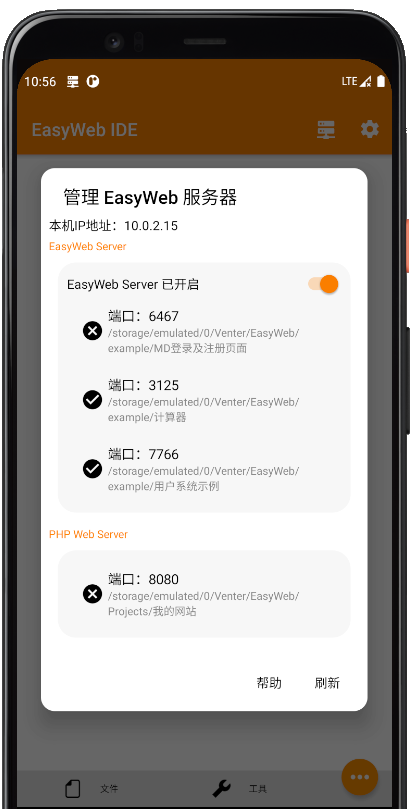 10:56
LTE
EasyWeb IDE
管理 EasyWeb 服务器
本机IP地址：10.0.2.15
EasyWeb Server
EasyWeb Server 已开启
端口：6467
/storage/emulated/0/Venter/EasyWeb/
example/MD登录及注册页面
端口：3125
/storage/emulated/0/Venter/EasyWeb/
example/计算器
端口：7766
/storage/emulated/0/Venter/EasyWeb/
example/用户系统示例
PHP Web Server
端口：8080
/storage/emulated/0/Venter/EasyWeb/
Projects/我的网站
帮助 刷新
文件 工具